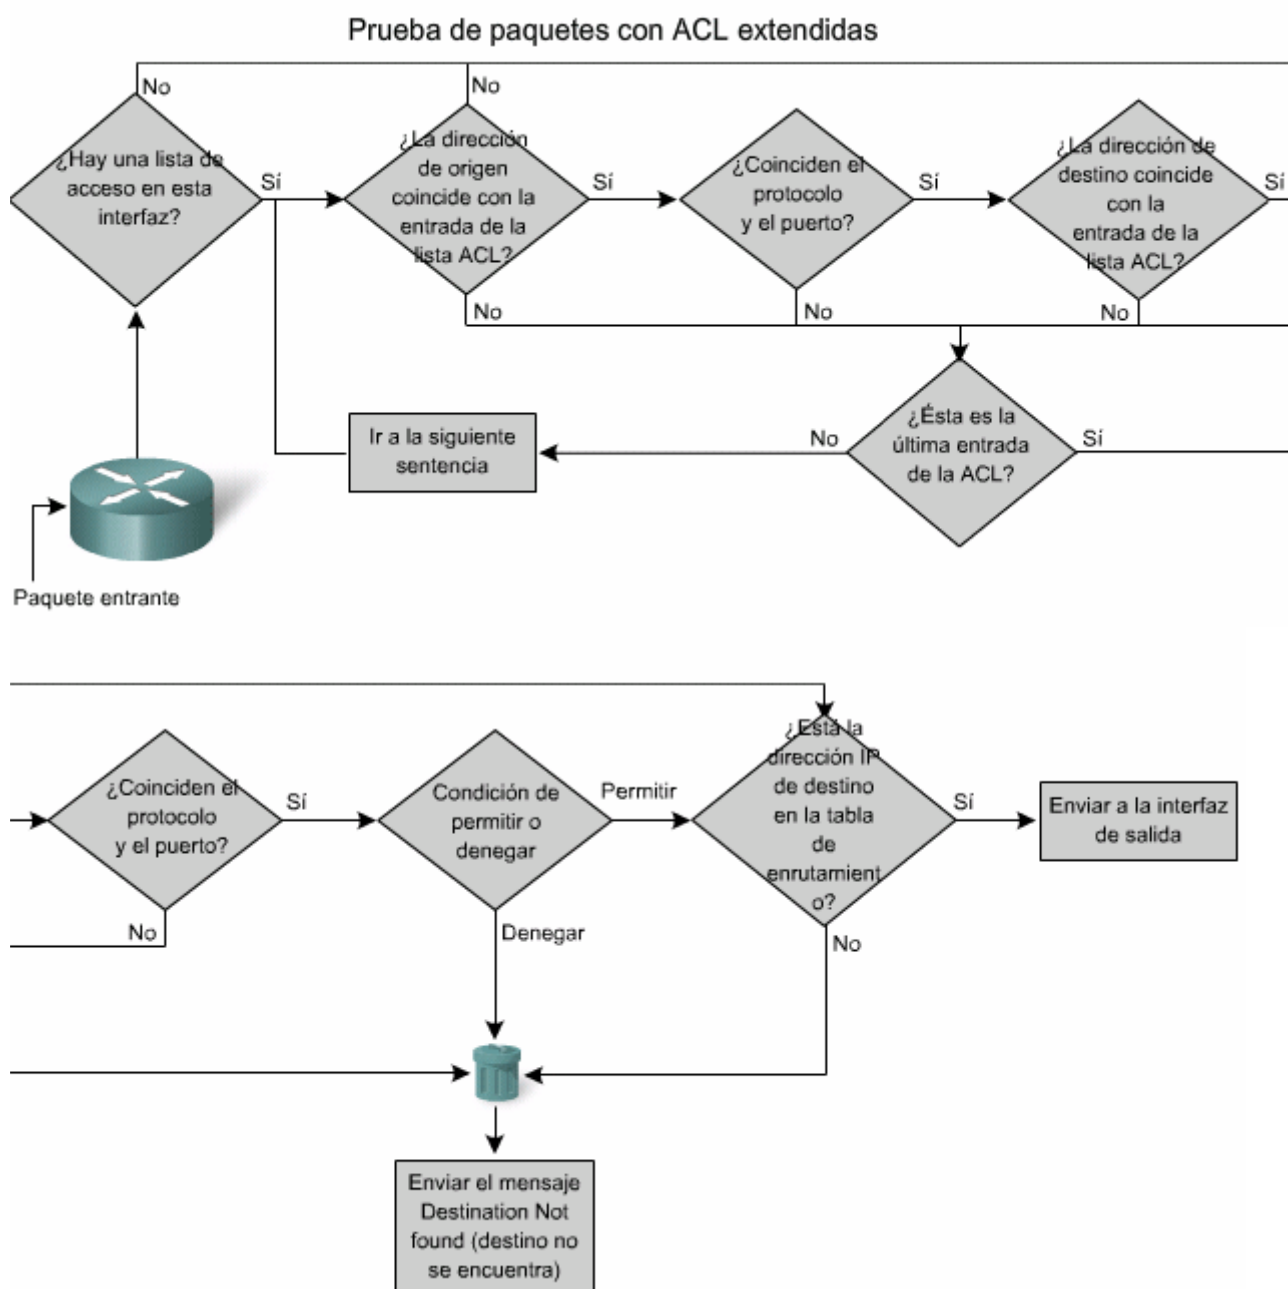 Prueba de paquetes con ACL extendidas
No
No
¿Hay una lista de
acceso en esta
interfaz?
Sí
¿La dirección
de origen
coincide con la
entrada de la
lista ACL?
Sí
¿Coinciden el
protocolo
y el puerto?
Sí
¿La dirección de
destino coincide
con la
entrada de la
lista ACL?
Sí
No
No
No
¿Ésta es la
última entrada
de la ACL?
No
Sí
Ir a la siguiente
sentencia
Paquete entrante
¿Coinciden el
protocolo
y el puerto?
Sí
No
Condición de
permitir o
denegar
Permitir
Denegar
¿Está la
dirección IP
de destino
en la tabla
de
enrutamient
o?
Sí
No
Enviar a la interfaz
de salida
Enviar el mensaje
Destination Not
found (destino no
se encuentra)